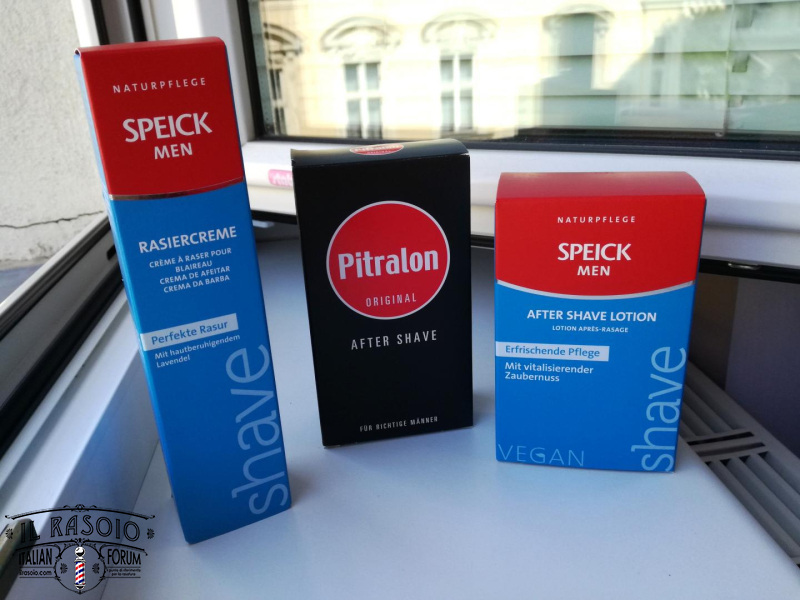 NATURPFLEGE
SPEICK
MEN
RASIERCREME
CRÈME À RASER POUR
BLAIREAU
CREMA DE AFEITAR
CREMA DA BARBA
Perfekte Rasur
Mit hautberuhigendem
Lavendel
shave
Pitralon
ORIGINAL
AFTER SHAVE
FÜR RICHTIGE MÄNNER
NATURPFLEGE
SPEICK
MEN
AFTER SHAVE LOTION
LOTION APRÈS-RASAGE
Erfrischende Pflege
Mit vitalisierender
Zaubernuss
shave
VEGAN
IL RASOIO
ITALIAN FORUM
ilrasoio.com